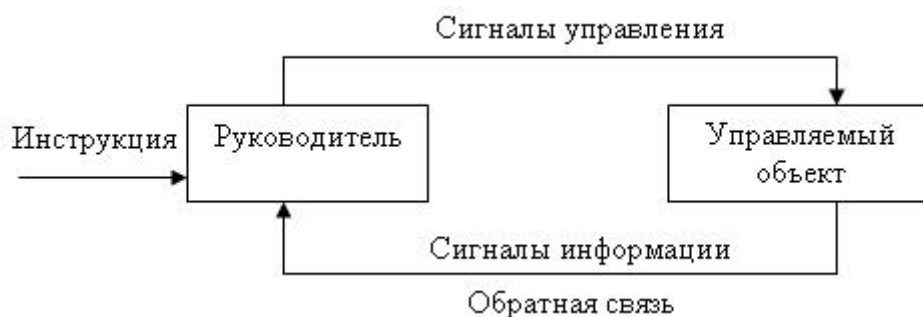 Сигналы управления
Инструкция
Руководитель
Управляемый
объект
Сигналы информации
Обратная связь